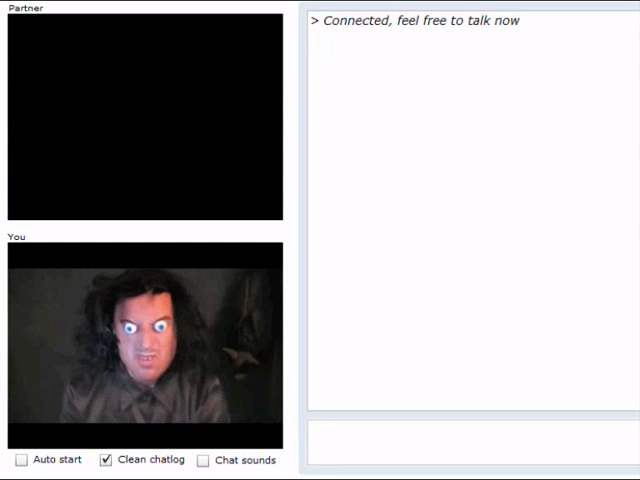 Partner
> Connected, feel free to talk now
You
Auto start
Clean chatlog
Chat sounds